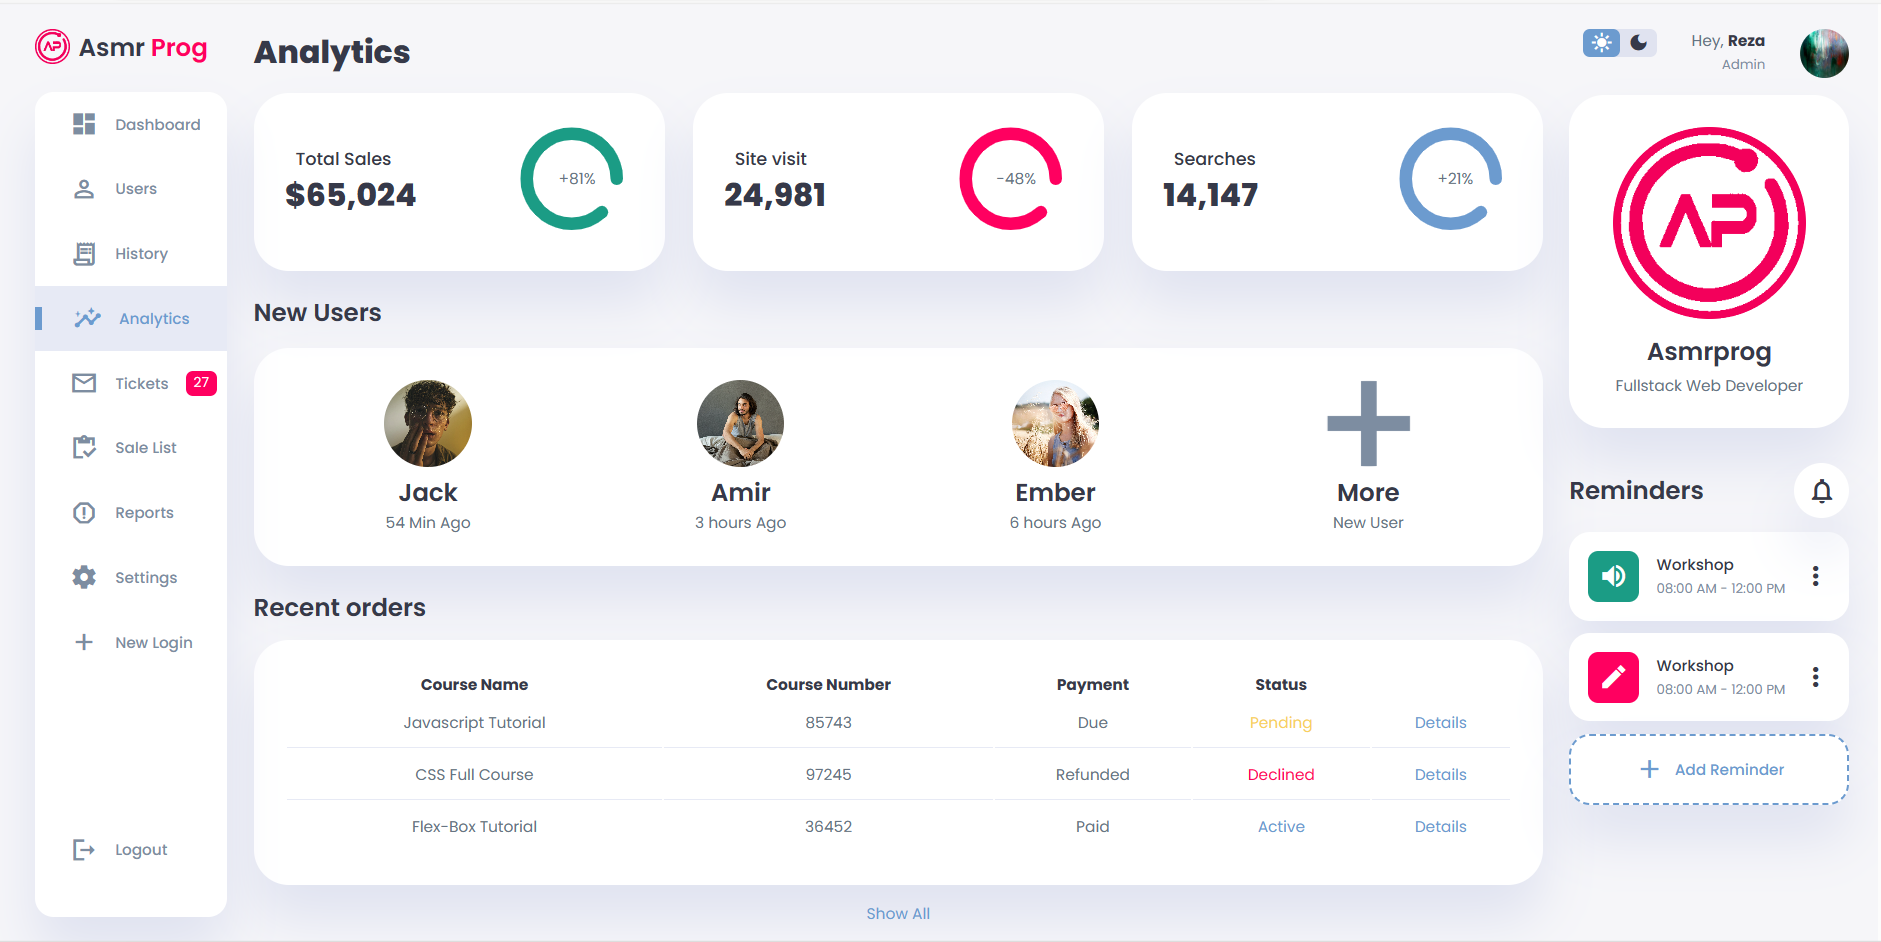 Asmr Prog
Dashboard
Users
History
Analytics
Tickets 27
Sale List
Reports
Settings
New Login
Logout
Analytics
Total Sales
$65,024
+81%
Site visit
24,981
-48%
Searches
14,147
+21%
New Users
Jack
54 Min Ago
Amir
3 hours Ago
Ember
6 hours Ago
More
New User
Recent orders
Course Name Course Number Payment Status
Javascript Tutorial 85743 Due Pending Details
CSS Full Course 97245 Refunded Declined Details
Flex-Box Tutorial 36452 Paid Active Details
Show All
Hey, Reza
Admin
AP
Asmrprog
Fullstack Web Developer
Reminders
Workshop
08:00 AM - 12:00 PM
Workshop
08:00 AM - 12:00 PM
Add Reminder